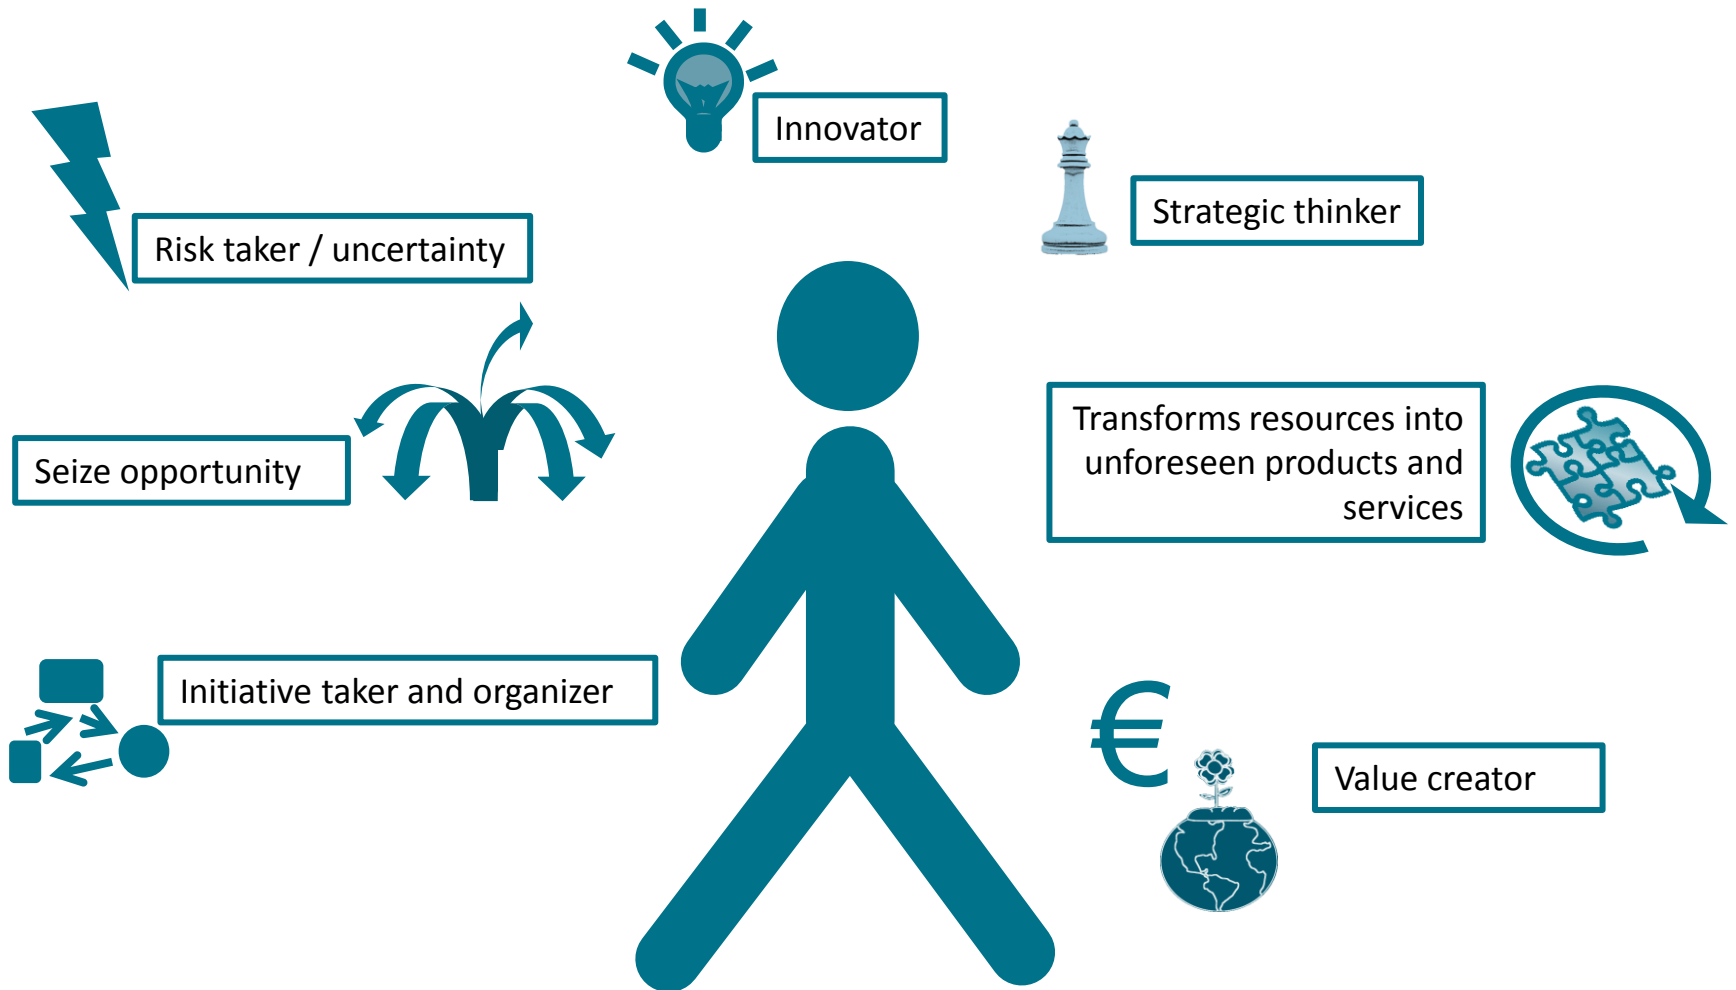 Innovator
Strategic thinker
Risk taker / uncertainty
Transforms resources into
unforeseen products and
services
Seize opportunity
Initiative taker and organizer
€
Value creator